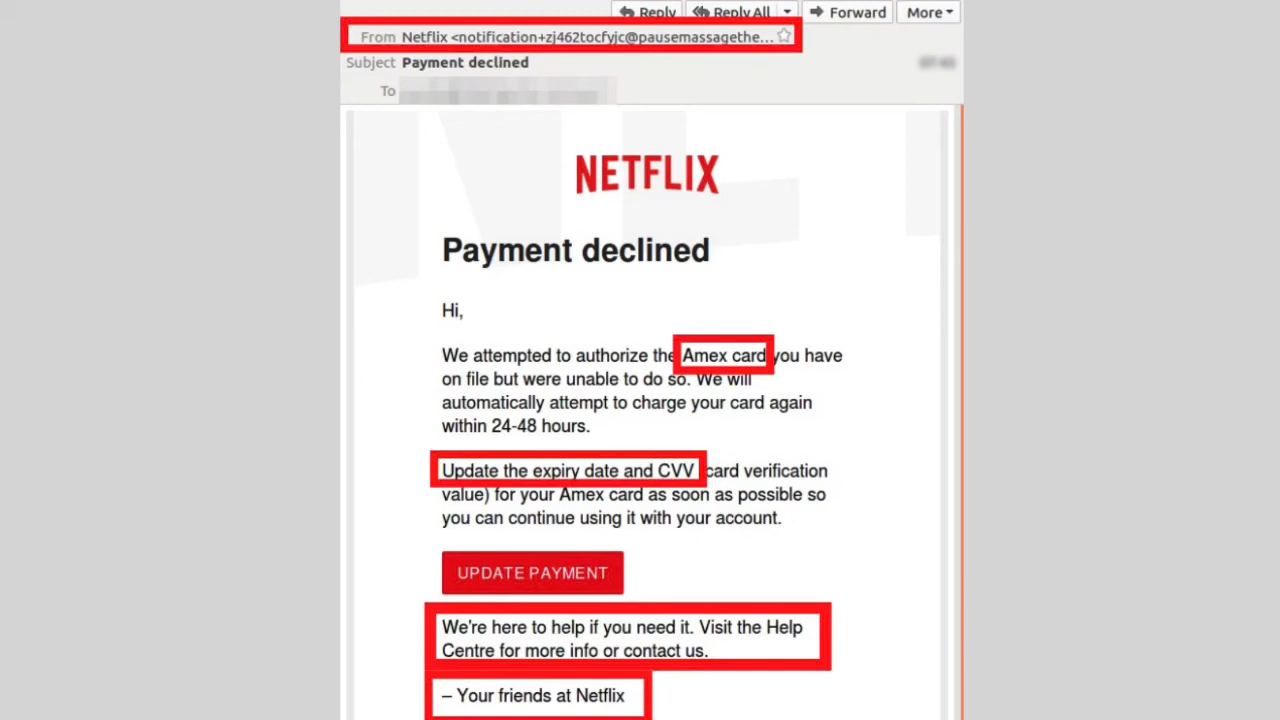 Reply Reply All Forward More
From Netflix <notification+zj462tocfyjc@pausemassagethe...
Subject Payment declined
To
NETFLIX
Payment declined
Hi,
We attempted to authorize the Amex card you have
on file but were unable to do so. We will
automatically attempt to charge your card again
within 24-48 hours.
Update the expiry date and CVV (card verification
value) for your Amex card as soon as possible so
you can continue using it with your account.
UPDATE PAYMENT
We're here to help if you need it. Visit the Help
Centre for more info or contact us.
– Your friends at Netflix